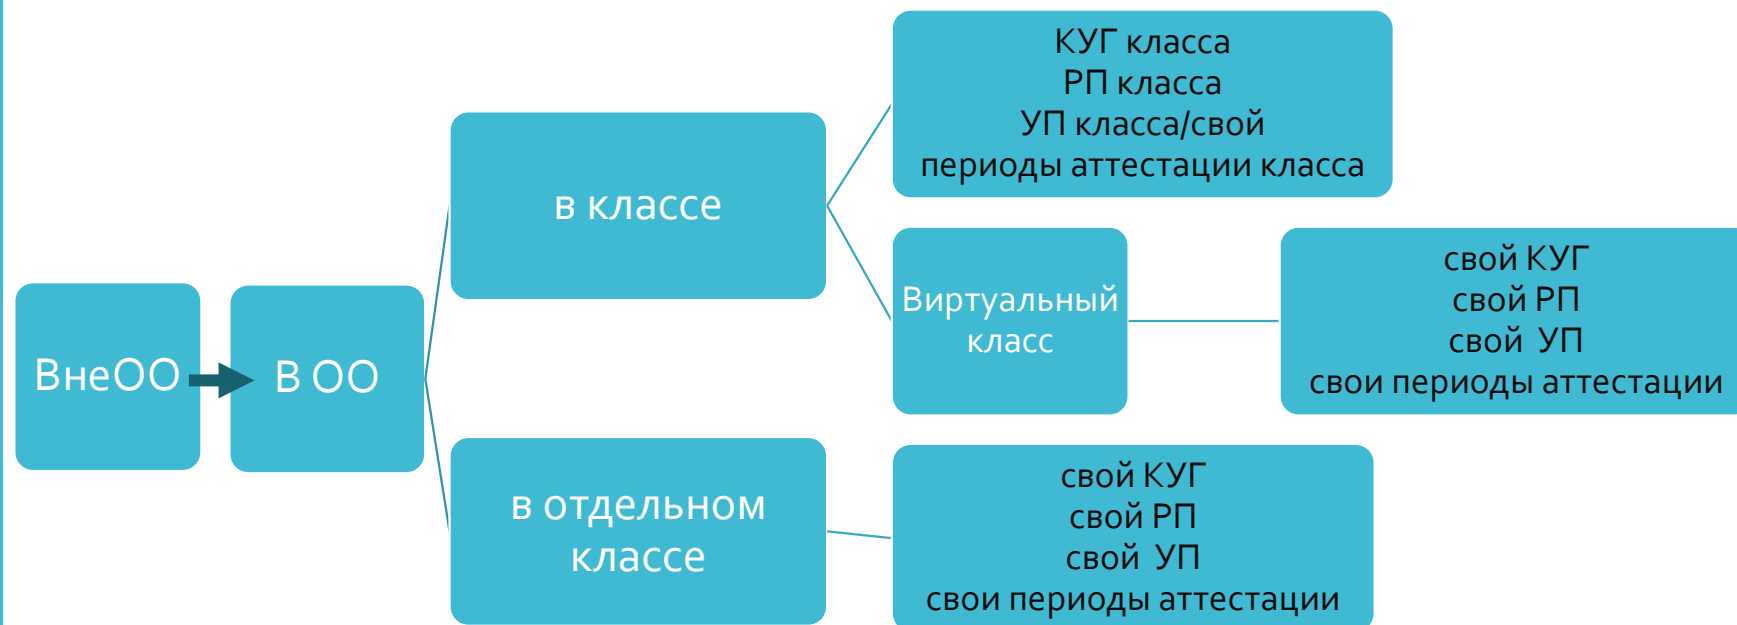 ВнеОО
В ОО
в классе
КУГ класса
РП класса
УП класса/свой
периоды аттестации класса
Виртуальный
класс
свой КУГ
свой РП
свой УП
свои периоды аттестации
в отдельном
классе
свой КУГ
свой РП
свой УП
свои периоды аттестации